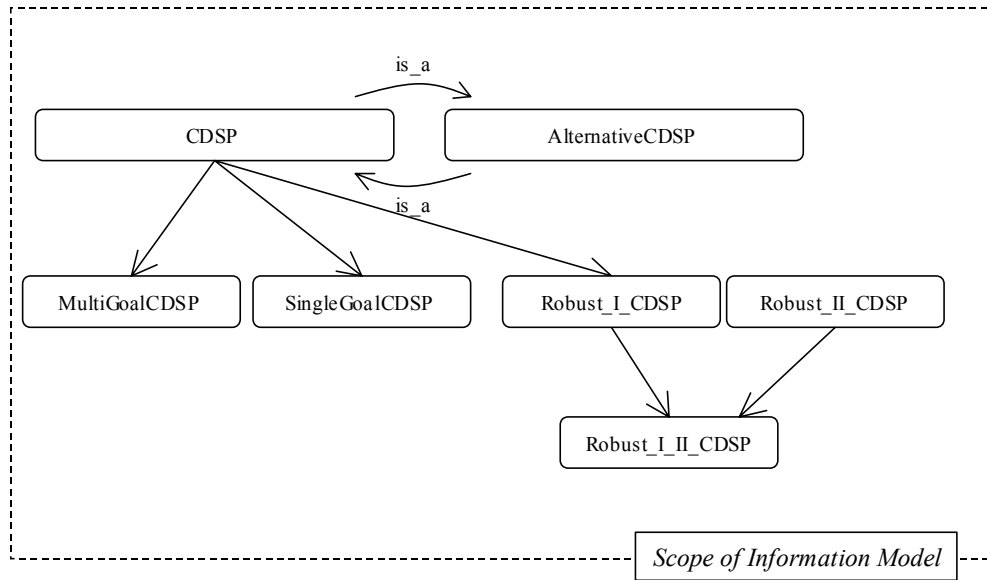 is_a
CDSP
AlternativeCDSP
is_a
MultiGoalCDSP
SingleGoalCDSP
Robust_I_CDSP
Robust_II_CDSP
Robust_I_II_CDSP
Scope of Information Model